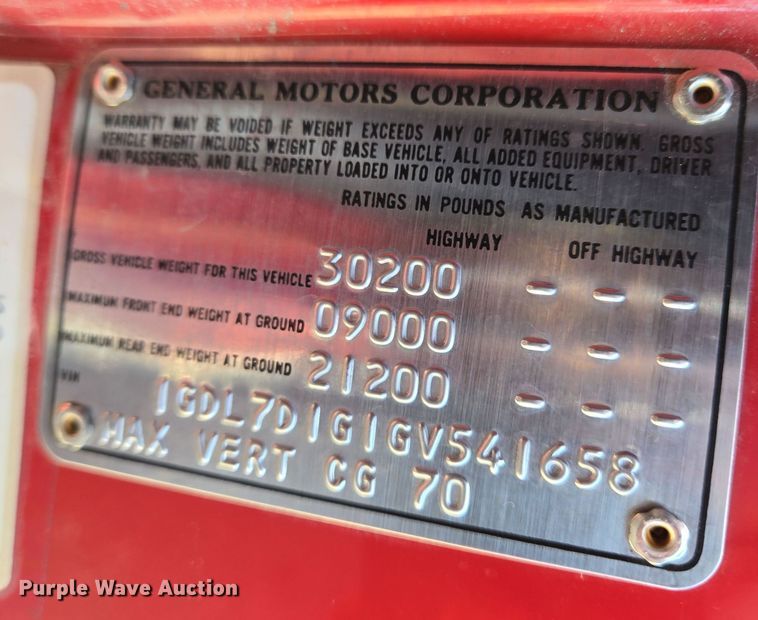 GENERAL MOTORS CORPORATION
WARRANTY MAY BE VOIDED IF WEIGHT EXCEEDS ANY OF RATINGS SHOWN. GROSS
VEHICLE WEIGHT INCLUDES WEIGHT OF BASE VEHICLE, ALL ADDED EQUIPMENT, DRIVER
AND PASSENGERS, AND ALL PROPERTY LOADED INTO OR ONTO VEHICLE.
RATINGS IN POUNDS AS MANUFACTURED
HIGHWAY OFF HIGHWAY
GROSS VEHICLE WEIGHT FOR THIS VEHICLE 30200 - - -
MAXIMUM FRONT END WEIGHT AT GROUND 09000 - - -
MAXIMUM REAR END WEIGHT AT GROUND 21200 - - -
VIN 1GDL7D1G1GV541658
MAX VERT CG 70
Purple Wave Auction